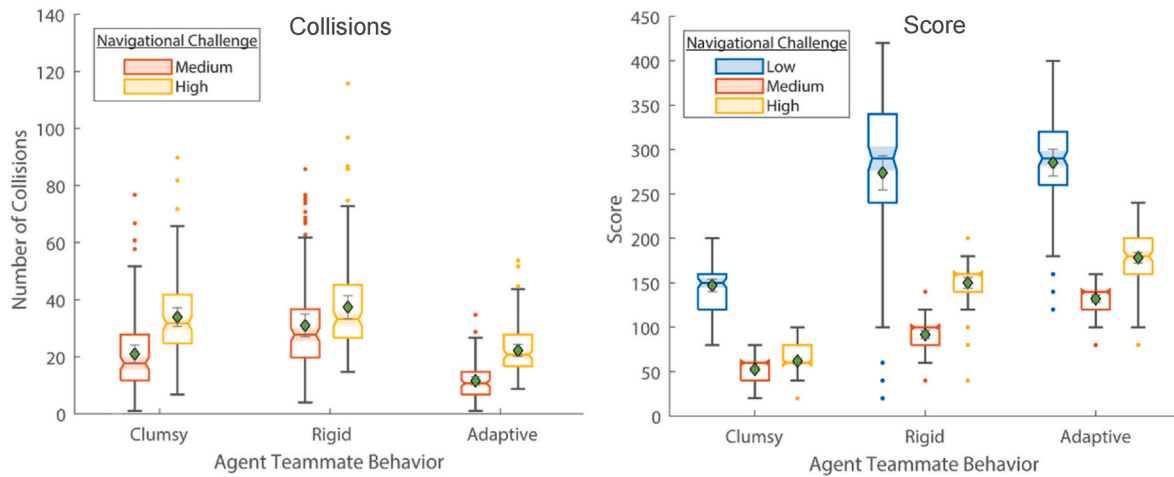 Collisions
Navigational Challenge
Medium
High
140
120
100
80
60
40
20
0
Number of Collisions
Clumsy Rigid Adaptive
Agent Teammate Behavior
Score
Navigational Challenge
Low
Medium
High
450
400
350
300
250
200
150
100
50
0
Score
Clumsy Rigid Adaptive
Agent Teammate Behavior